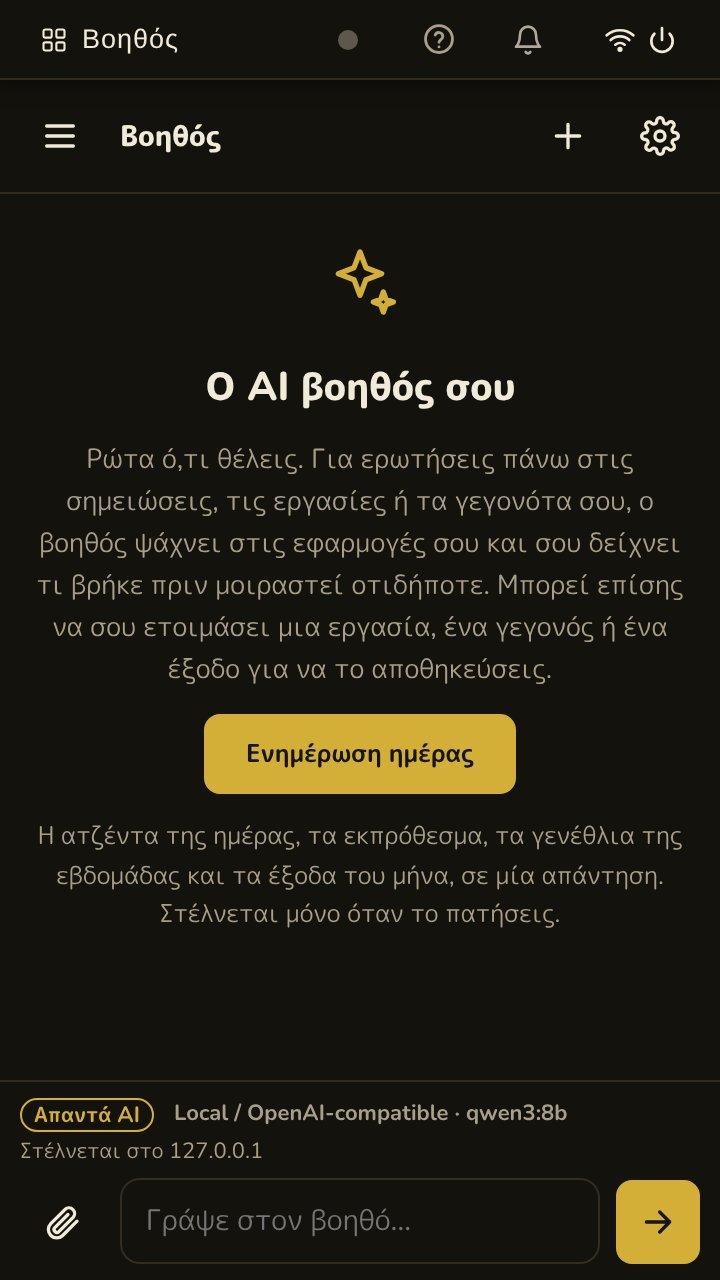 Βοηθός
Βοηθός
Ο AI βοηθός σου
Ρώτα ό,τι θέλεις. Για ερωτήσεις πάνω στις
σημειώσεις, τις εργασίες ή τα γεγονότα σου, ο
βοηθός ψάχνει στις εφαρμογές σου και σου δείχνει
τι βρήκε πριν μοιραστεί οτιδήποτε. Μπορεί επίσης
να σου ετοιμάσει μια εργασία, ένα γεγονός ή ένα
έξοδο για να το αποθηκεύσεις.
Ενημέρωση ημέρας
Η ατζέντα της ημέρας, τα εκπρόθεσμα, τα γενέθλια της
εβδομάδας και τα έξοδα του μήνα, σε μία απάντηση.
Στέλνεται μόνο όταν το πατήσεις.
Απαντά AI Local / OpenAI-compatible · qwen3:8b
Στέλνεται στο 127.0.0.1
Γράψε στον βοηθό...